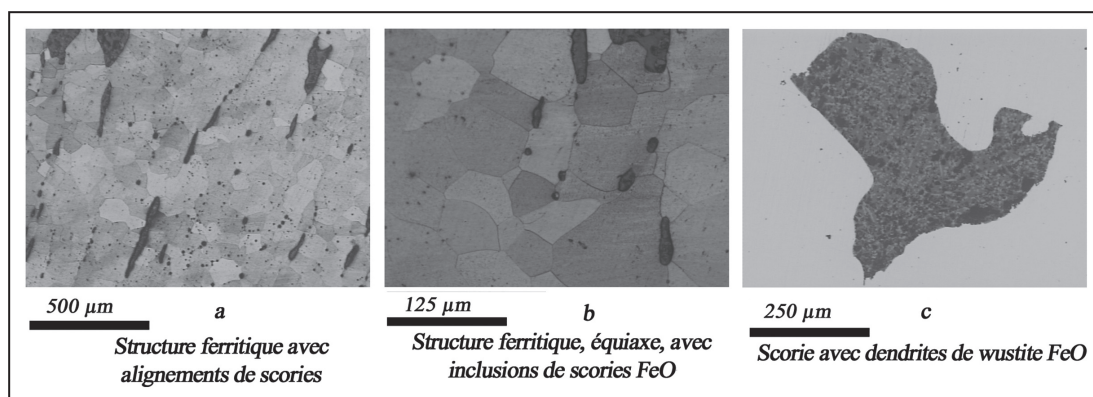 500 µm
a
Structure ferritique avec
alignements de scories
125 µm
b
Structure ferritique, équiaxe, avec
inclusions de scories FeO
250 µm
c
Scorie avec dendrites de wustite FeO